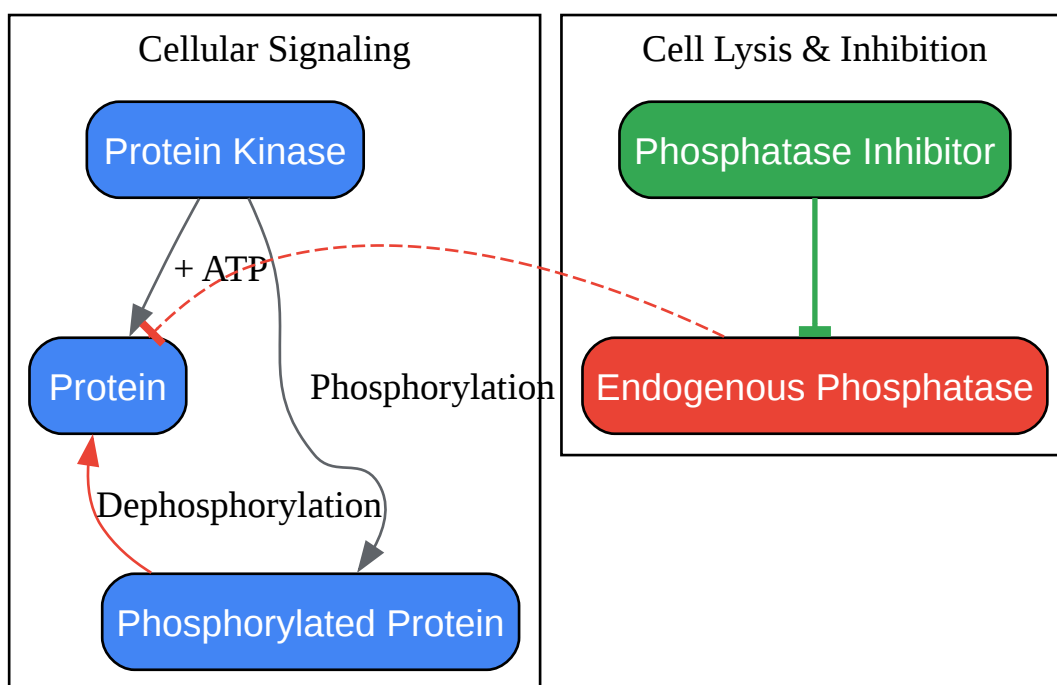 Cellular Signaling
Protein Kinase
+ ATP
Protein
Phosphorylation
Dephosphorylation
Phosphorylated Protein
Cell Lysis & Inhibition
Phosphatase Inhibitor
Endogenous Phosphatase